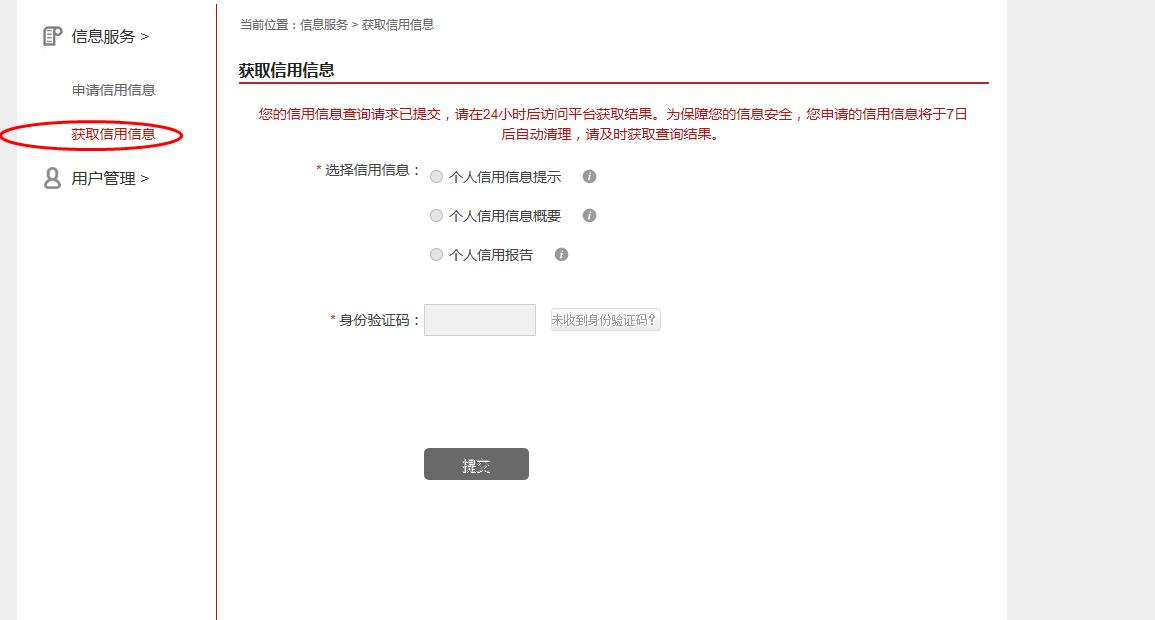 信息服务 >
申请信用信息
获取信用信息
用户管理 >
当前位置：信息服务 > 获取信用信息
获取信用信息
您的信用信息查询请求已提交，请在24小时后访问平台获取结果。为保障您的信息安全，您申请的信用信息将于7日
后自动清理，请及时获取查询结果。
* 选择信用信息：
个人信用信息提示
个人信用信息概要
个人信用报告
* 身份验证码：
未收到身份验证码?
提交